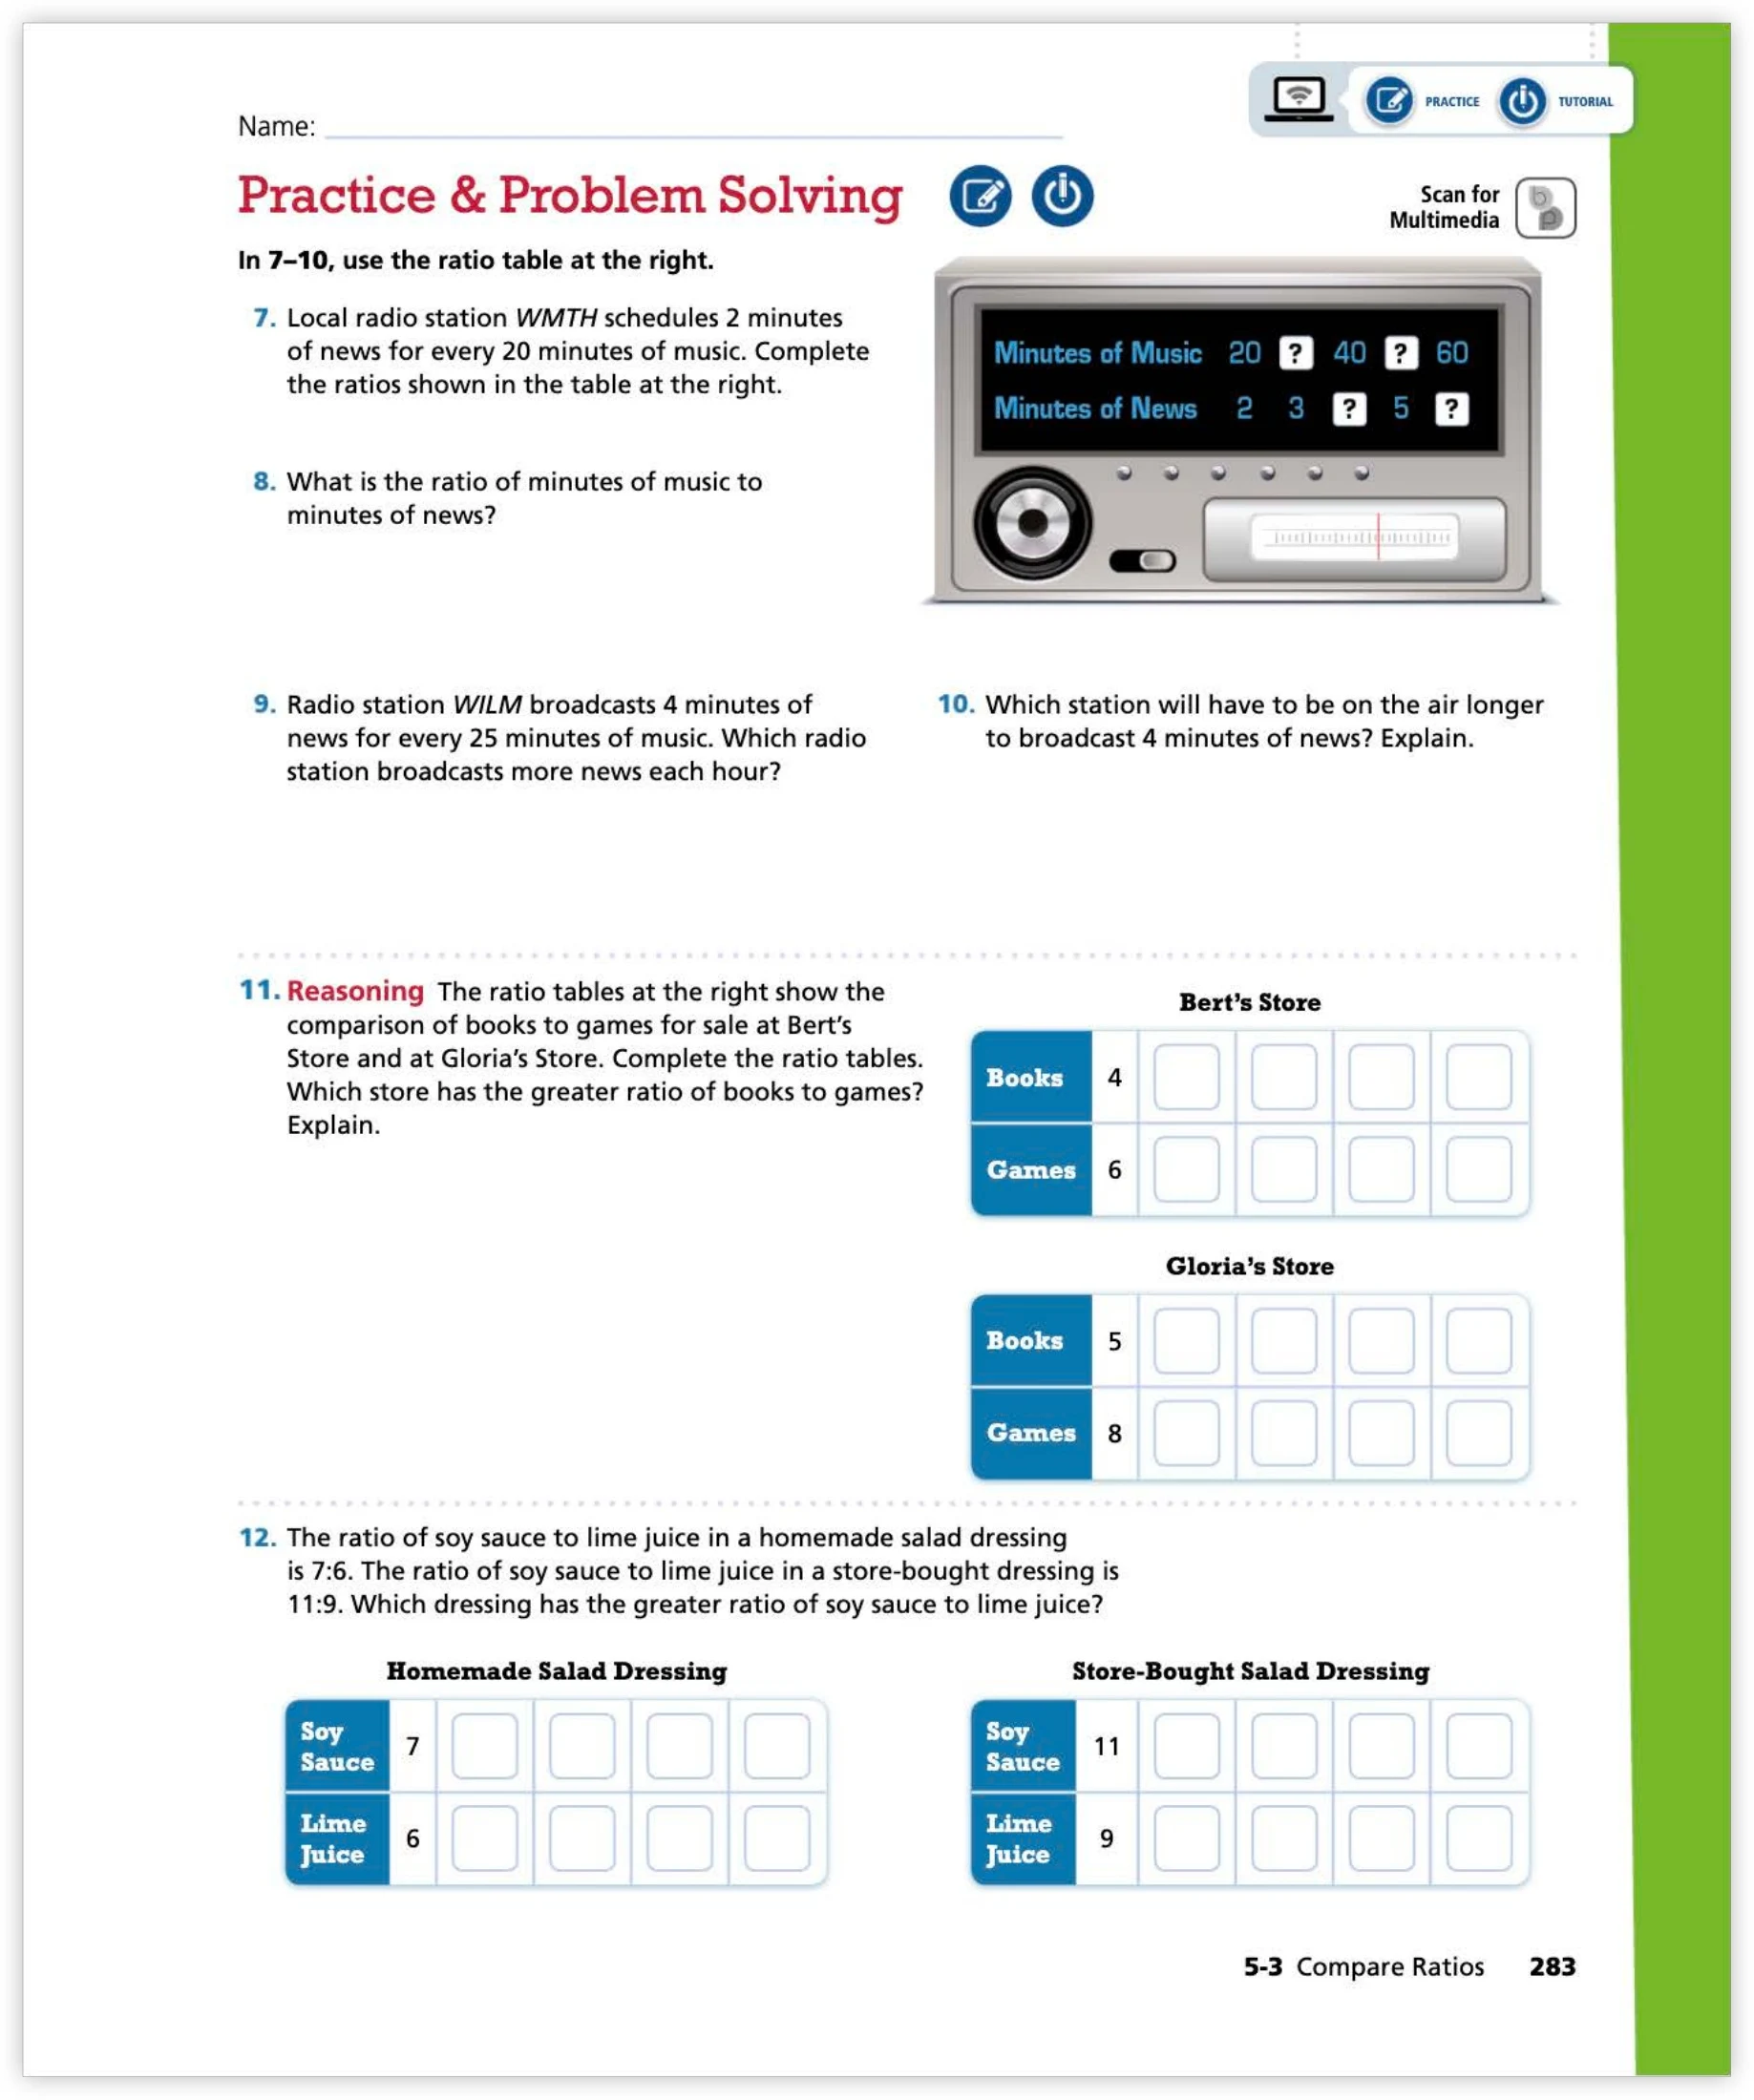 PRACTICE TUTORIAL
Name:
Practice & Problem Solving
Scan for
Multimedia
In 7–10, use the ratio table at the right.
7. Local radio station WMTH schedules 2 minutes
of news for every 20 minutes of music. Complete
the ratios shown in the table at the right.
Minutes of Music 20 ? 40 ? 60
Minutes of News 2 3 ? 5 ?
8. What is the ratio of minutes of music to
minutes of news?
9. Radio station WILM broadcasts 4 minutes of
news for every 25 minutes of music. Which radio
station broadcasts more news each hour?
10. Which station will have to be on the air longer
to broadcast 4 minutes of news? Explain.
11. Reasoning The ratio tables at the right show the
comparison of books to games for sale at Bert's
Store and at Gloria's Store. Complete the ratio tables.
Which store has the greater ratio of books to games?
Explain.
Bert's Store
Books 4
Games 6
Gloria's Store
Books 5
Games 8
12. The ratio of soy sauce to lime juice in a homemade salad dressing
is 7:6. The ratio of soy sauce to lime juice in a store-bought dressing is
11:9. Which dressing has the greater ratio of soy sauce to lime juice?
Homemade Salad Dressing
Soy
Sauce 7
Lime
Juice 6
Store-Bought Salad Dressing
Soy
Sauce 11
Lime
Juice 9
5-3 Compare Ratios 283